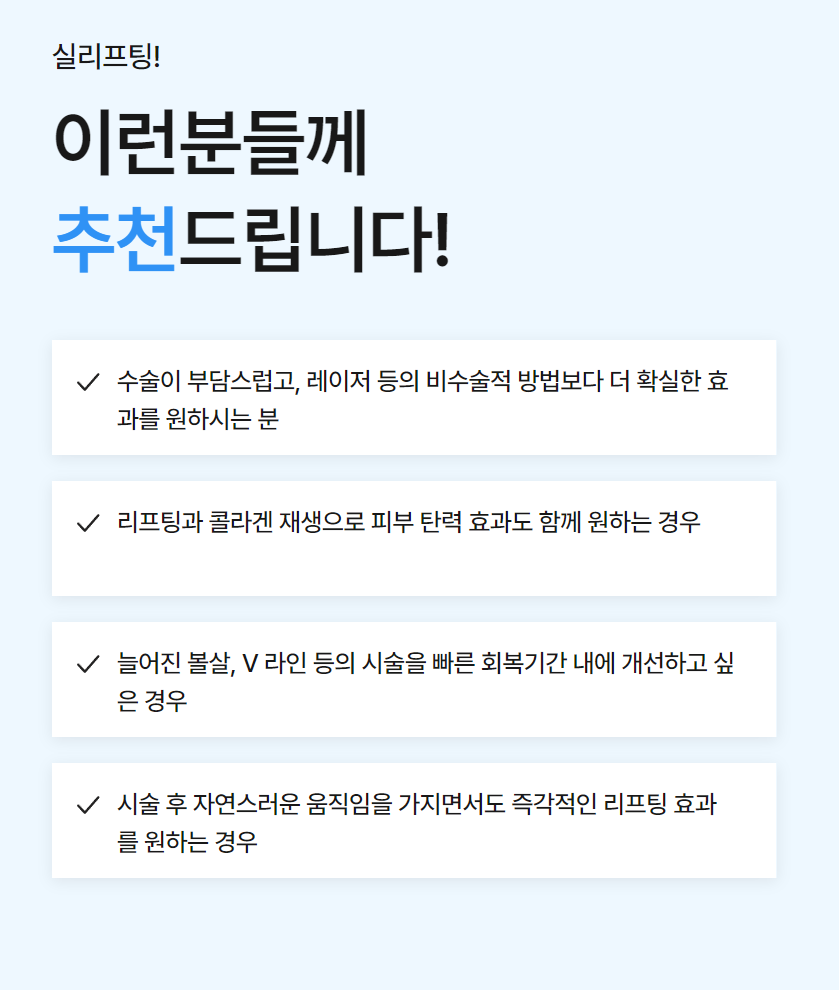 실리프팅!
이런분들께
추천드립니다!
수술이 부담스럽고, 레이저 등의 비수술적 방법보다 더 확실한 효
과를 원하시는 분
리프팅과 콜라겐 재생으로 피부 탄력 효과도 함께 원하는 경우
늘어진 볼살, V 라인 등의 시술을 빠른 회복기간 내에 개선하고 싶
은 경우
시술 후 자연스러운 움직임을 가지면서도 즉각적인 리프팅 효과
를 원하는 경우